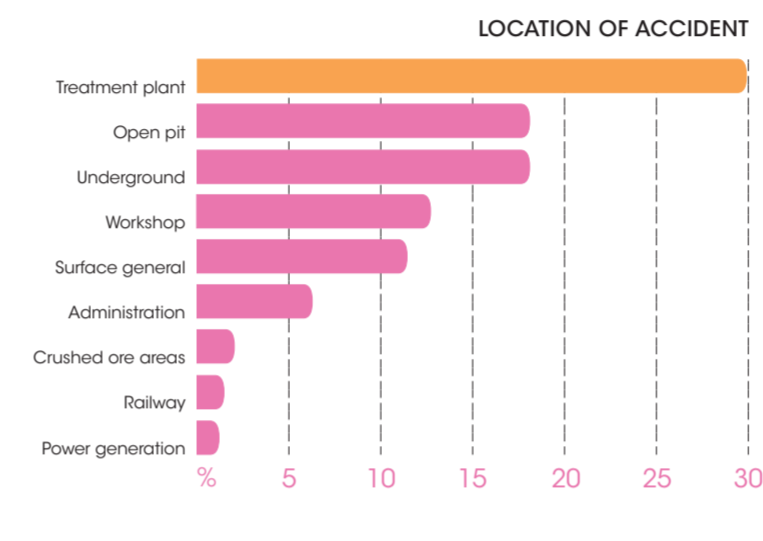 LOCATION OF ACCIDENT
Treatment plant
Open pit
Underground
Workshop
Surface general
Administration
Crushed ore areas
Railway
Power generation
% 5 10 15 20 25 30